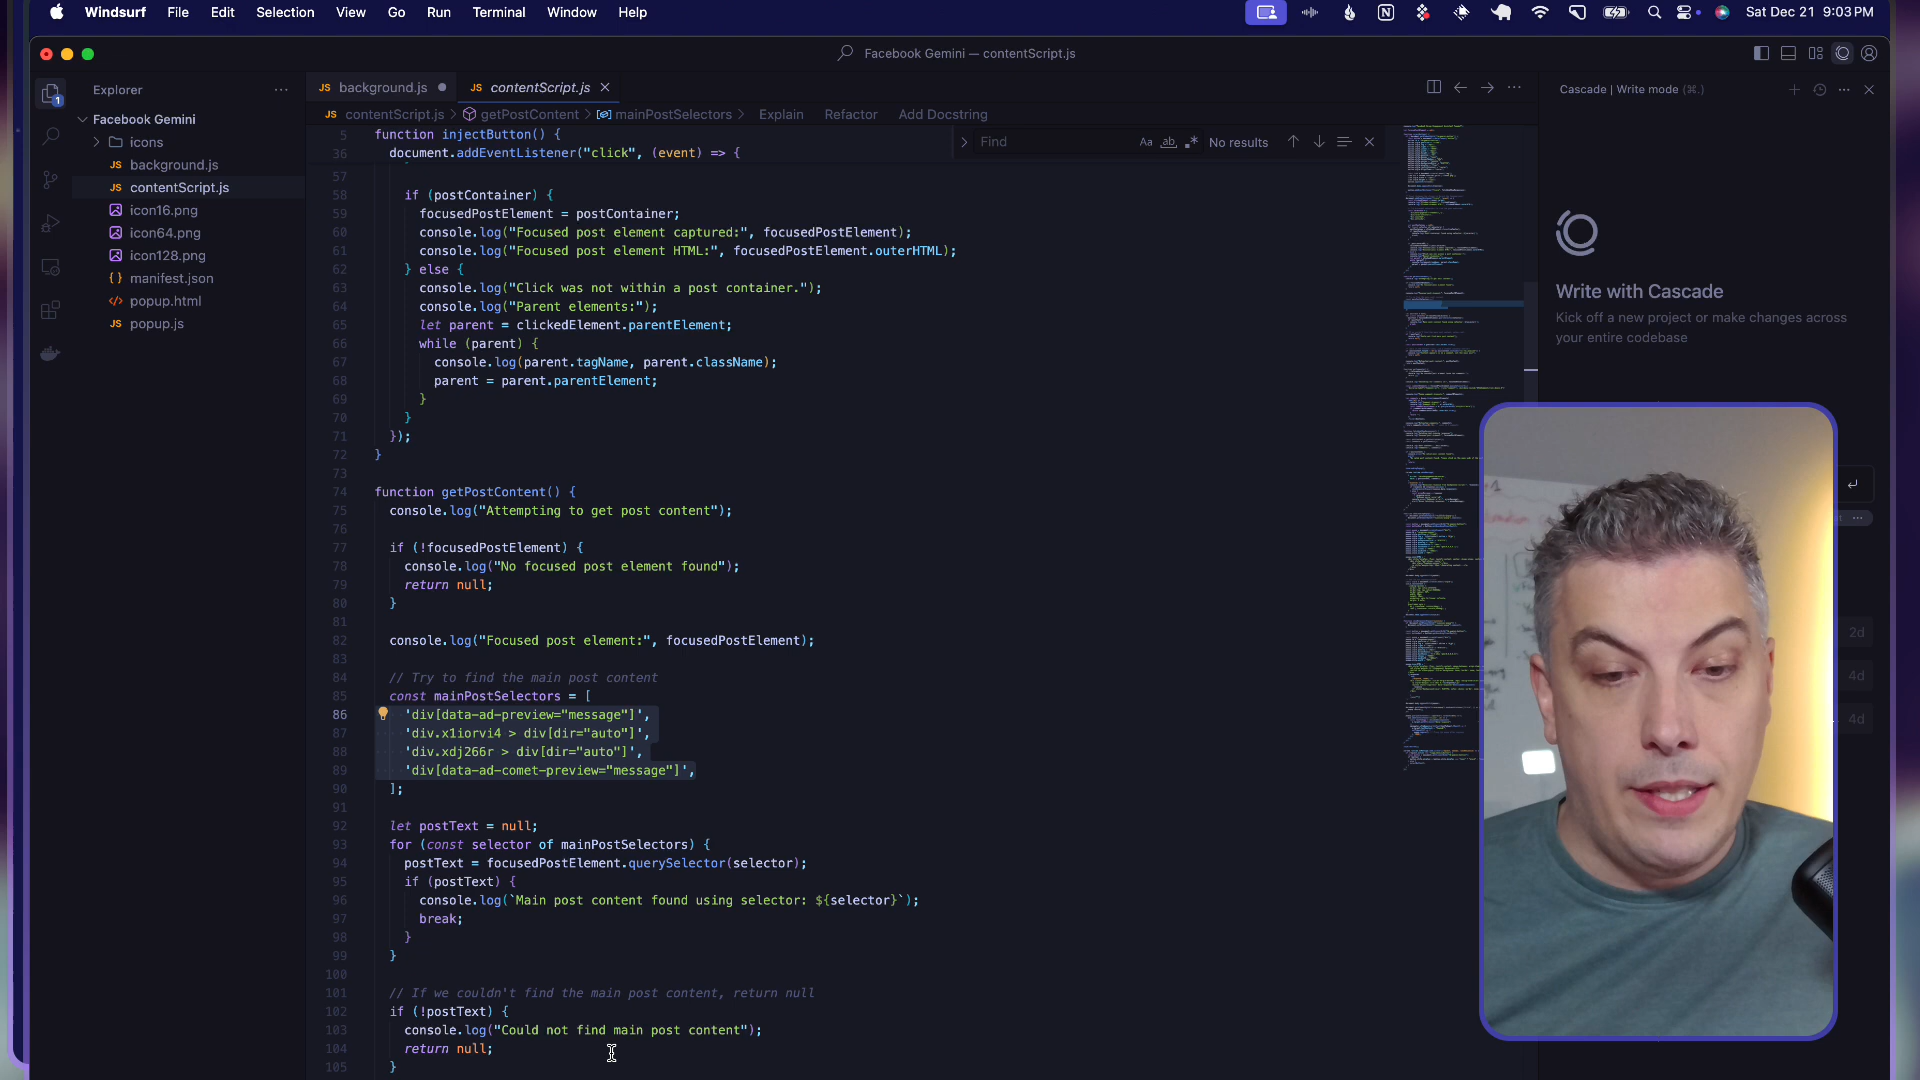 Windsurf File Edit Selection View Go Run Terminal Window Help Sat Dec 21 9:03 PM
Facebook Gemini — contentScript.js
Explorer
background.js
contentScript.js
Cascade | Write mode (⌘.)
contentScript.js > getPostContent > mainPostSelectors > Explain Refactor Add Docstring
Facebook Gemini
icons
background.js
contentScript.js
icon16.png
icon64.png
icon128.png
manifest.json
popup.html
popup.js
Find
Aa ab No results
5 function injectButton() {
36 document.addEventListener("click", (event) => {
57
58 if (postContainer) {
59 focusedPostElement = postContainer;
60 console.log("Focused post element captured:", focusedPostElement);
61 console.log("Focused post element HTML:", focusedPostElement.outerHTML);
62 } else {
63 console.log("Click was not within a post container.");
64 console.log("Parent elements:");
65 let parent = clickedElement.parentElement;
66 while (parent) {
67 console.log(parent.tagName, parent.className);
68 parent = parent.parentElement;
69 }
70 }
71 });
72 }
73
74 function getPostContent() {
75 console.log("Attempting to get post content");
76
77 if (!focusedPostElement) {
78 console.log("No focused post element found");
79 return null;
80 }
81
82 console.log("Focused post element:", focusedPostElement);
83
84 // Try to find the main post content
85 const mainPostSelectors = [
86 'div[data-ad-preview="message"]',
87 'div.x1iorvi4 > div[dir="auto"]',
88 'div.xdj266r > div[dir="auto"]',
89 'div[data-ad-comet-preview="message"]',
90 ];
91
92 let postText = null;
93 for (const selector of mainPostSelectors) {
94 postText = focusedPostElement.querySelector(selector);
95 if (postText) {
96 console.log(`Main post content found using selector: ${selector}`);
97 break;
98 }
99 }
100
101 // If we couldn't find the main post content, return null
102 if (!postText) {
103 console.log("Could not find main post content");
104 return null;
105 }
Write with Cascade
Kick off a new project or make changes across
your entire codebase
2d
4d
4d